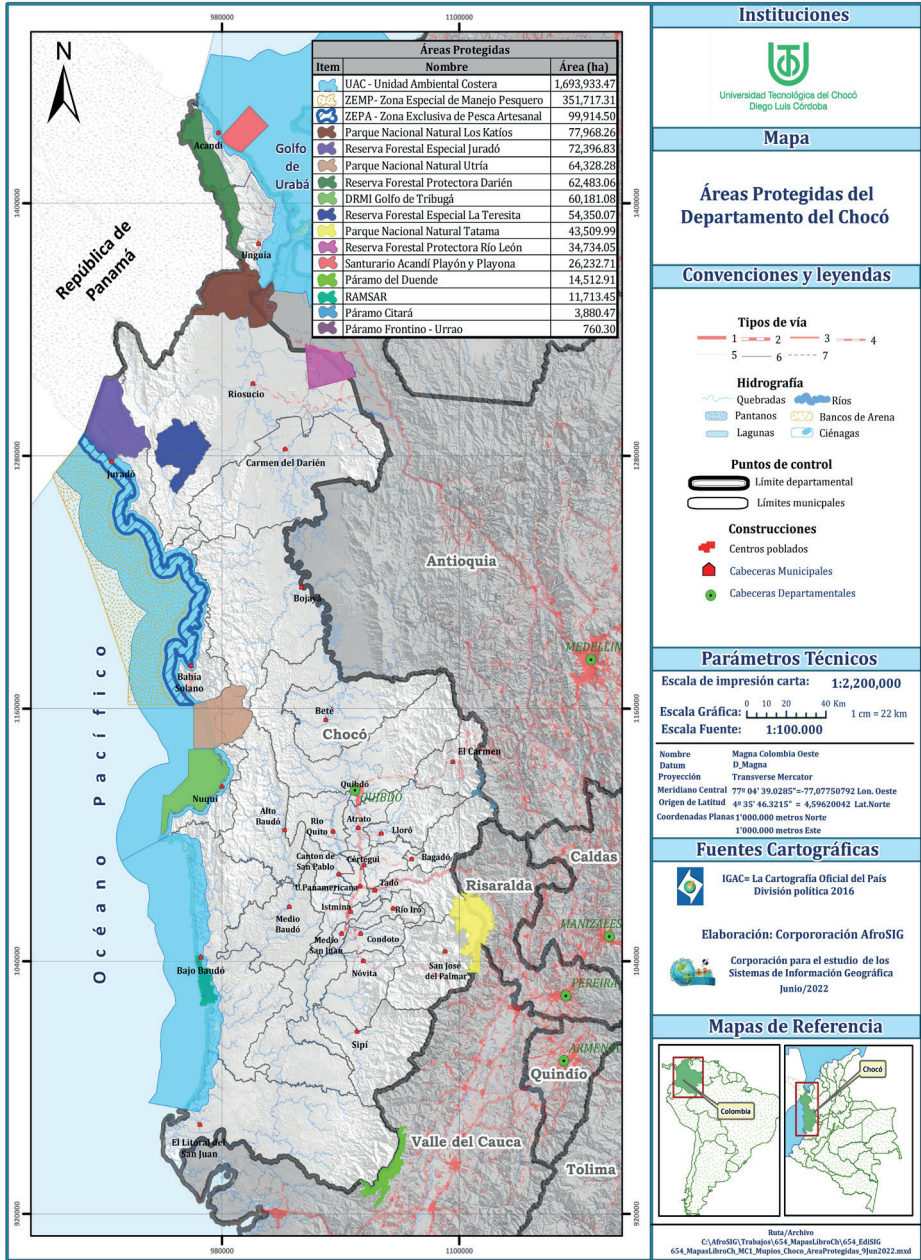 980000
1100000
N
Áreas Protegidas
Item Nombre Área (ha)
UAC - Unidad Ambiental Costera 1,693,933.47
ZEMP - Zona Especial de Manejo Pesquero 351,717.31
ZEPA - Zona Exclusiva de Pesca Artesanal 99,914.50
Parque Nacional Natural Los Katíos 77,968.26
Reserva Forestal Especial Juradó 72,396.83
Parque Nacional Natural Utría 64,328.28
Reserva Forestal Protectora Darién 62,483.06
DRMI Golfo de Tribugá 60,181.08
Reserva Forestal Especial La Teresita 54,350.07
Parque Nacional Natural Tatama 43,509.99
Reserva Forestal Protectora Río León 34,734.05
Santurario Acandí Playón y Playona 26,232.71
Páramo del Duende 14,512.91
RAMSAR 11,713.45
Páramo Citará 3,880.47
Páramo Frontino - Urrao 760.30
Acandí
Golfo
de
Urabá
1400000
1400000
Unguía
República de
Panamá
Riosucio
1280000
1280000
Juradó
Carmen del Darién
Antioquia
Bojayá
MEDELLIN
Bahía
Solano
1160000
1160000
Beté
Chocó
El Carmen
Océano Pacífico
Nuquí
Quibdó
QUIBDÓ
Alto
Baudó
Rio
Quito
Atrato
Lloró
Canton de
San Pablo
Cértegui
Bagadó
Caldas
U.Panamericana
Tadó
Risaralda
Istmina
Río Iró
Medio
Baudó
Medio
San Juan
Condoto
MANIZALES
Bajo Baudó
Nóvita
San José
del Palmar
1040000
1040000
PEREIRA
Sipí
ARMENIA
Quindío
El Litoral del
San Juan
Valle del Cauca
Tolima
920000
920000
980000
1100000
Instituciones
Universidad Tecnológica del Chocó
Diego Luis Córdoba
Mapa
Áreas Protegidas del
Departamento del Chocó
Convenciones y leyendas
Tipos de vía
1 2 3 4
5 6 7
Hidrografía
Quebradas Ríos
Pantanos Bancos de Arena
Lagunas Ciénagas
Puntos de control
Límite departamental
Límites municpales
Construcciones
Centros poblados
Cabeceras Municipales
Cabeceras Departamentales
Parámetros Técnicos
Escala de impresión carta: 1:2,200,000
Escala Gráfica: 0 10 20 40 Km 1 cm = 22 km
Escala Fuente: 1:100.000
Nombre Magna Colombia Oeste
Datum D_Magna
Proyección Transverse Mercator
Meridiano Central 77º 04' 39.0285"=-77,07750792 Lon. Oeste
Origen de Latitud 4º 35' 46.3215" = 4,59620042 Lat.Norte
Coordenadas Planas 1'000.000 metros Norte
1'000.000 metros Este
Fuentes Cartográficas
IGAC= La Cartografía Oficial del País
División política 2016
Elaboración: Corpororación AfroSIG
Corporación para el estudio de los
Sistemas de Información Geográfica
Junio/2022
Mapas de Referencia
Colombia
Chocó
Ruta/Archivo
C:\AfroSIG\Trabajos\654_MapasLibroCh\654_EdiSIG
654_MapasLibroCh_MC1_Mupios_Choco_AreaProtegidas_9Jun2022.mxd